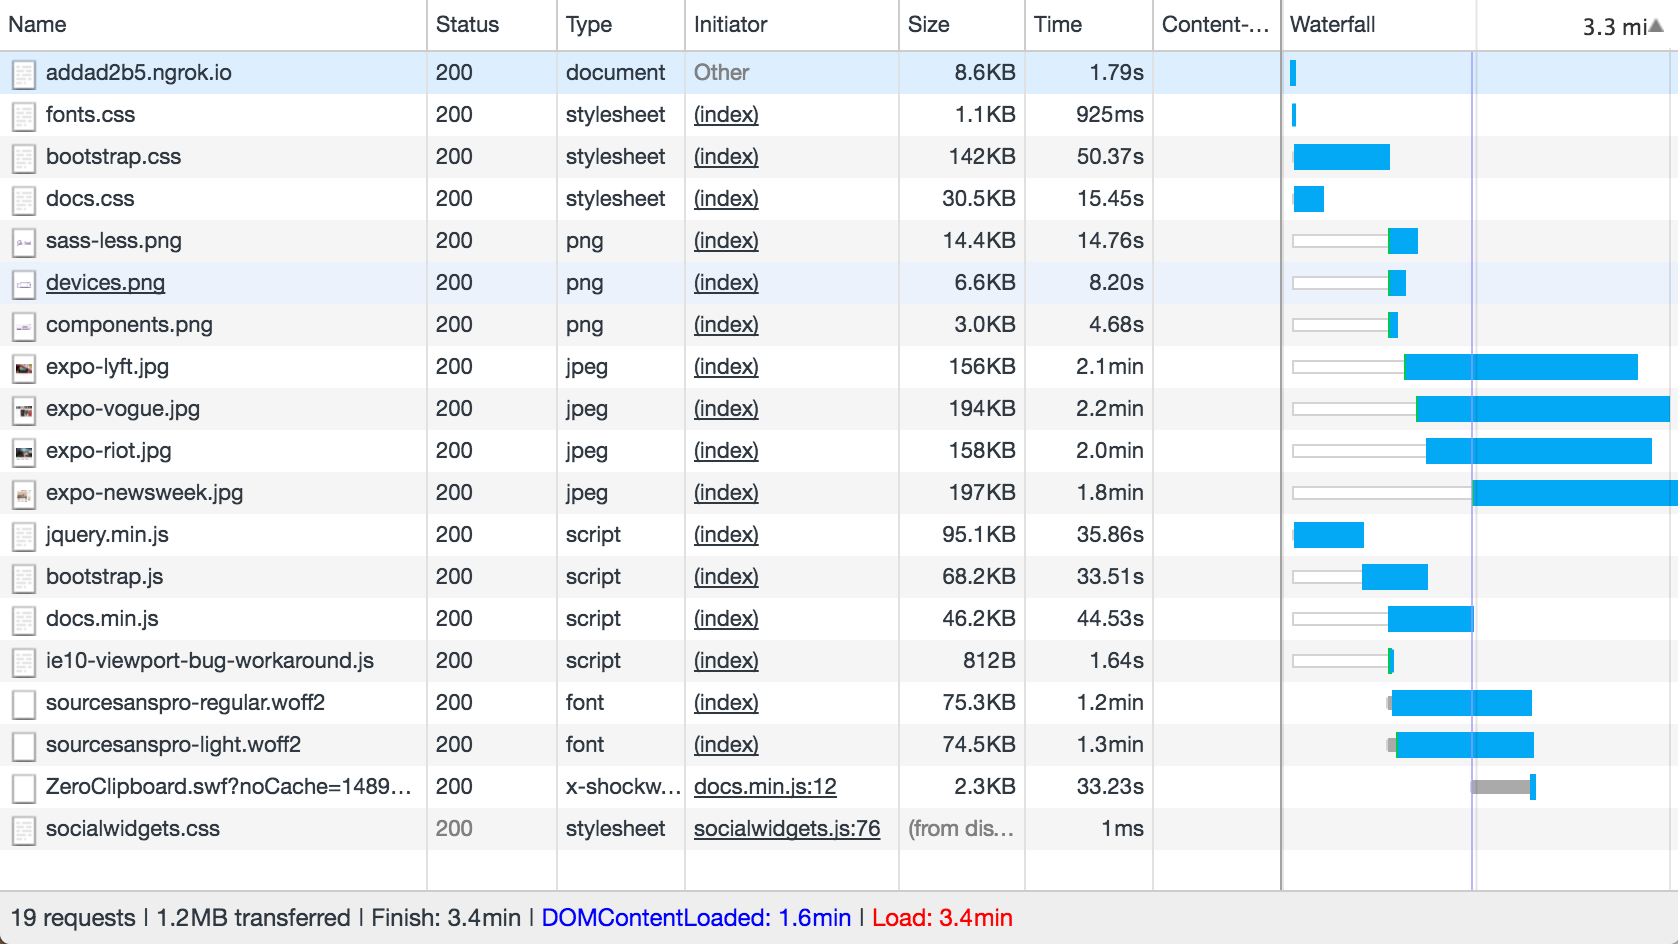 Name Status Type Initiator Size Time Content-... Waterfall 3.3 mi
addad2b5.ngrok.io 200 document Other 8.6KB 1.79s
fonts.css 200 stylesheet (index) 1.1KB 925ms
bootstrap.css 200 stylesheet (index) 142KB 50.37s
docs.css 200 stylesheet (index) 30.5KB 15.45s
sass-less.png 200 png (index) 14.4KB 14.76s
devices.png 200 png (index) 6.6KB 8.20s
components.png 200 png (index) 3.0KB 4.68s
expo-lyft.jpg 200 jpeg (index) 156KB 2.1min
expo-vogue.jpg 200 jpeg (index) 194KB 2.2min
expo-riot.jpg 200 jpeg (index) 158KB 2.0min
expo-newsweek.jpg 200 jpeg (index) 197KB 1.8min
jquery.min.js 200 script (index) 95.1KB 35.86s
bootstrap.js 200 script (index) 68.2KB 33.51s
docs.min.js 200 script (index) 46.2KB 44.53s
ie10-viewport-bug-workaround.js 200 script (index) 812B 1.64s
sourcesanspro-regular.woff2 200 font (index) 75.3KB 1.2min
sourcesanspro-light.woff2 200 font (index) 74.5KB 1.3min
ZeroClipboard.swf?noCache=1489... 200 x-shockw... docs.min.js:12 2.3KB 33.23s
socialwidgets.css 200 stylesheet socialwidgets.js:76 (from dis... 1ms
19 requests | 1.2MB transferred | Finish: 3.4min | DOMContentLoaded: 1.6min | Load: 3.4min